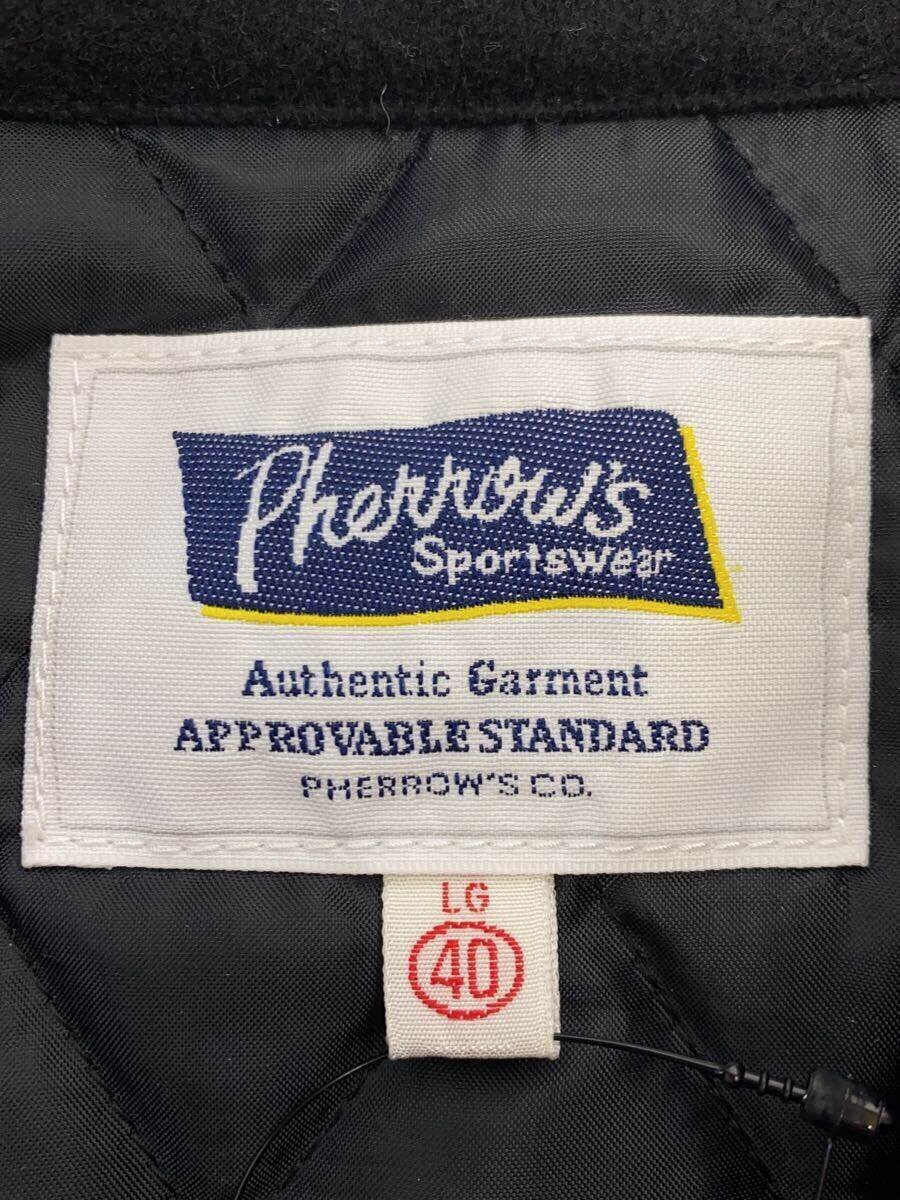 Pherrow's
Sportswear
Authentic Garment
APPROVABLE STANDARD
PHERROW'S CO.
LG
40